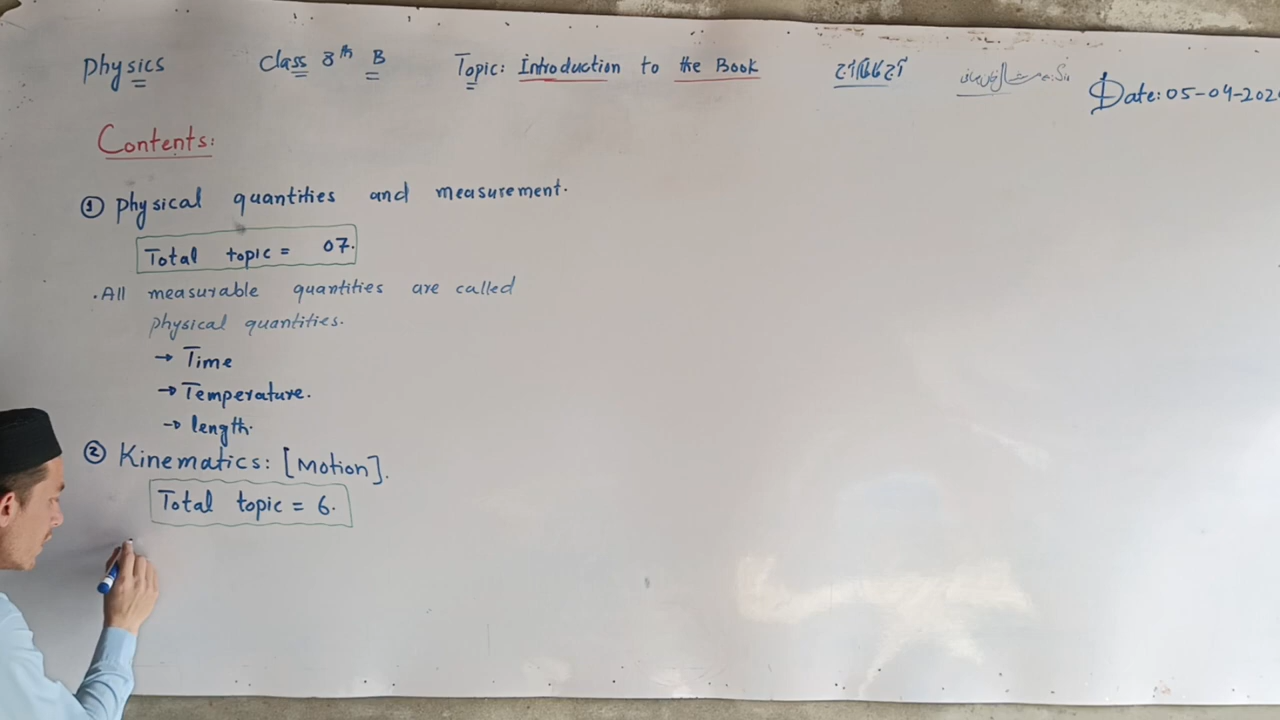 Physics Class 8th B Topic: Introduction to the Book Date: 05-04-202
Contents:
① Physical quantities and measurement.
Total topic = 07.
. All measurable quantities are called
physical quantities.
→ Time
→ Temperature.
→ length.
② Kinematics: [Motion].
Total topic = 6.